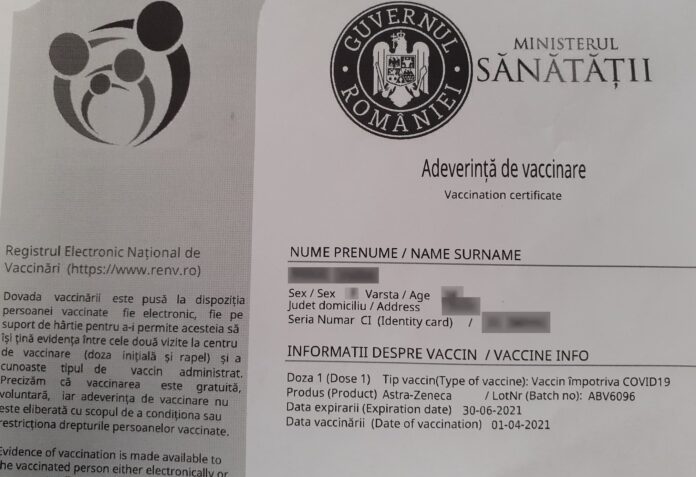 GUVERNUL ROMÂNIEI
MINISTERUL
SĂNĂTĂȚII
Adeverință de vaccinare
Vaccination certificate
Registrul Electronic Național de
Vaccinări (https://www.renv.ro)
Dovada vaccinării este pusă la dispoziția
persoanei vaccinate fie electronic, fie pe
suport de hârtie pentru a-i permite acesteia să
își țină evidența între cele două vizite la centru
de vaccinare (doza inițială și rapel) și a
cunoaste tipul de vaccin administrat.
Precizăm că vaccinarea este gratuită,
voluntară, iar adeverința de vaccinare nu
este eliberată cu scopul de a condiționa sau
restricționa drepturile persoanelor vaccinate.
Evidence of vaccination is made available to
the vaccinated person either electronically or
NUME PRENUME / NAME SURNAME
Sex / Sex Varsta / Age
Judet domiciliu / Address
Seria Numar CI (Identity card) /
INFORMATII DESPRE VACCIN / VACCINE INFO
Doza 1 (Dose 1) Tip vaccin(Type of vaccine): Vaccin împotriva COVID19
Produs (Product) Astra-Zeneca / LotNr (Batch no): ABV6096
Data expirarii (Expiration date) 30-06-2021
Data vaccinării (Date of vaccination) 01-04-2021